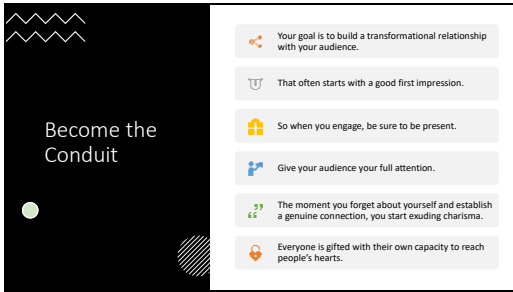 Become the
Conduit
Your goal is to build a transformational relationship
with your audience.
That often starts with a good first impression.
So when you engage, be sure to be present.
Give your audience your full attention.
The moment you forget about yourself and establish
a genuine connection, you start exuding charisma.
Everyone is gifted with their own capacity to reach
people's hearts.